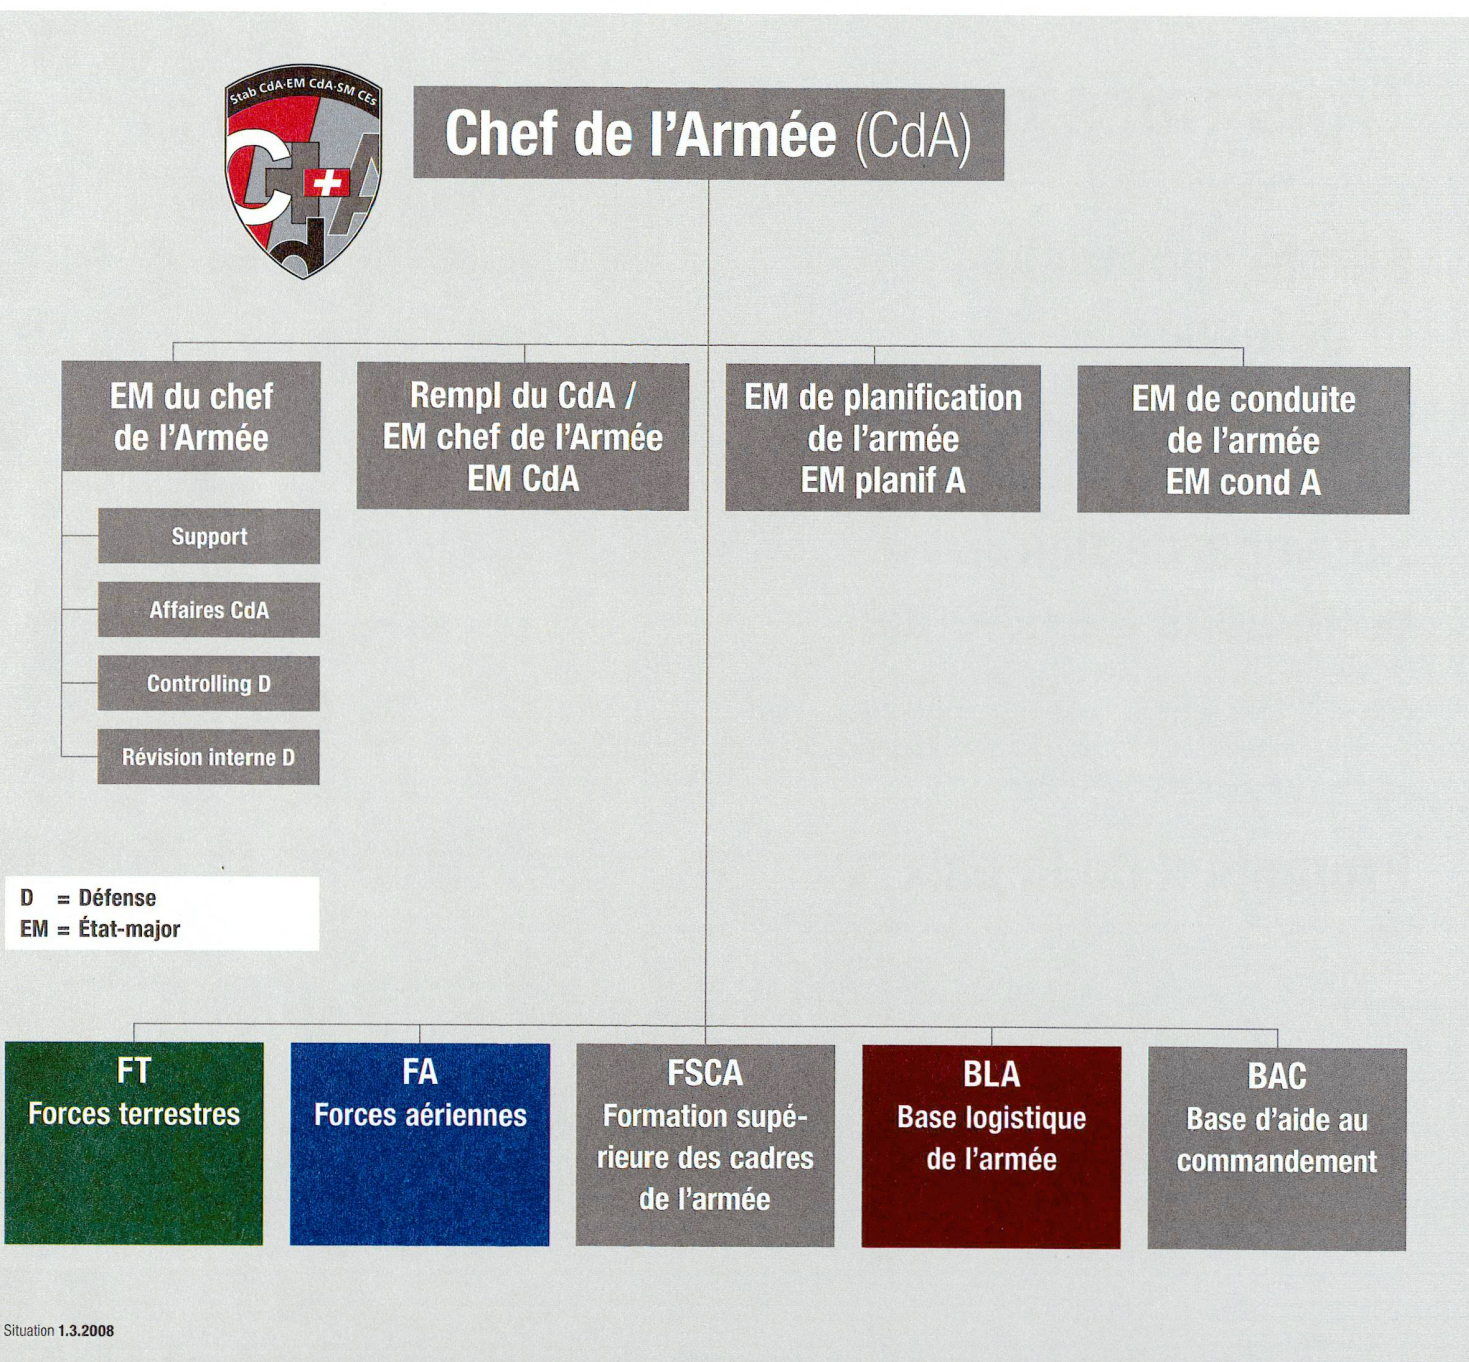 Stab CdA·EM CdA·SM CEs
CdA
Chef de l'Armée (CdA)
EM du chef
de l'Armée
Rempl du CdA /
EM chef de l'Armée
EM CdA
EM de planification
de l'armée
EM planif A
EM de conduite
de l'armée
EM cond A
Support
Affaires CdA
Controlling D
Révision interne D
D = Défense
EM = État-major
FT
Forces terrestres
FA
Forces aériennes
FSCA
Formation supé-
rieure des cadres
de l'armée
BLA
Base logistique
de l'armée
BAC
Base d'aide au
commandement
Situation 1.3.2008